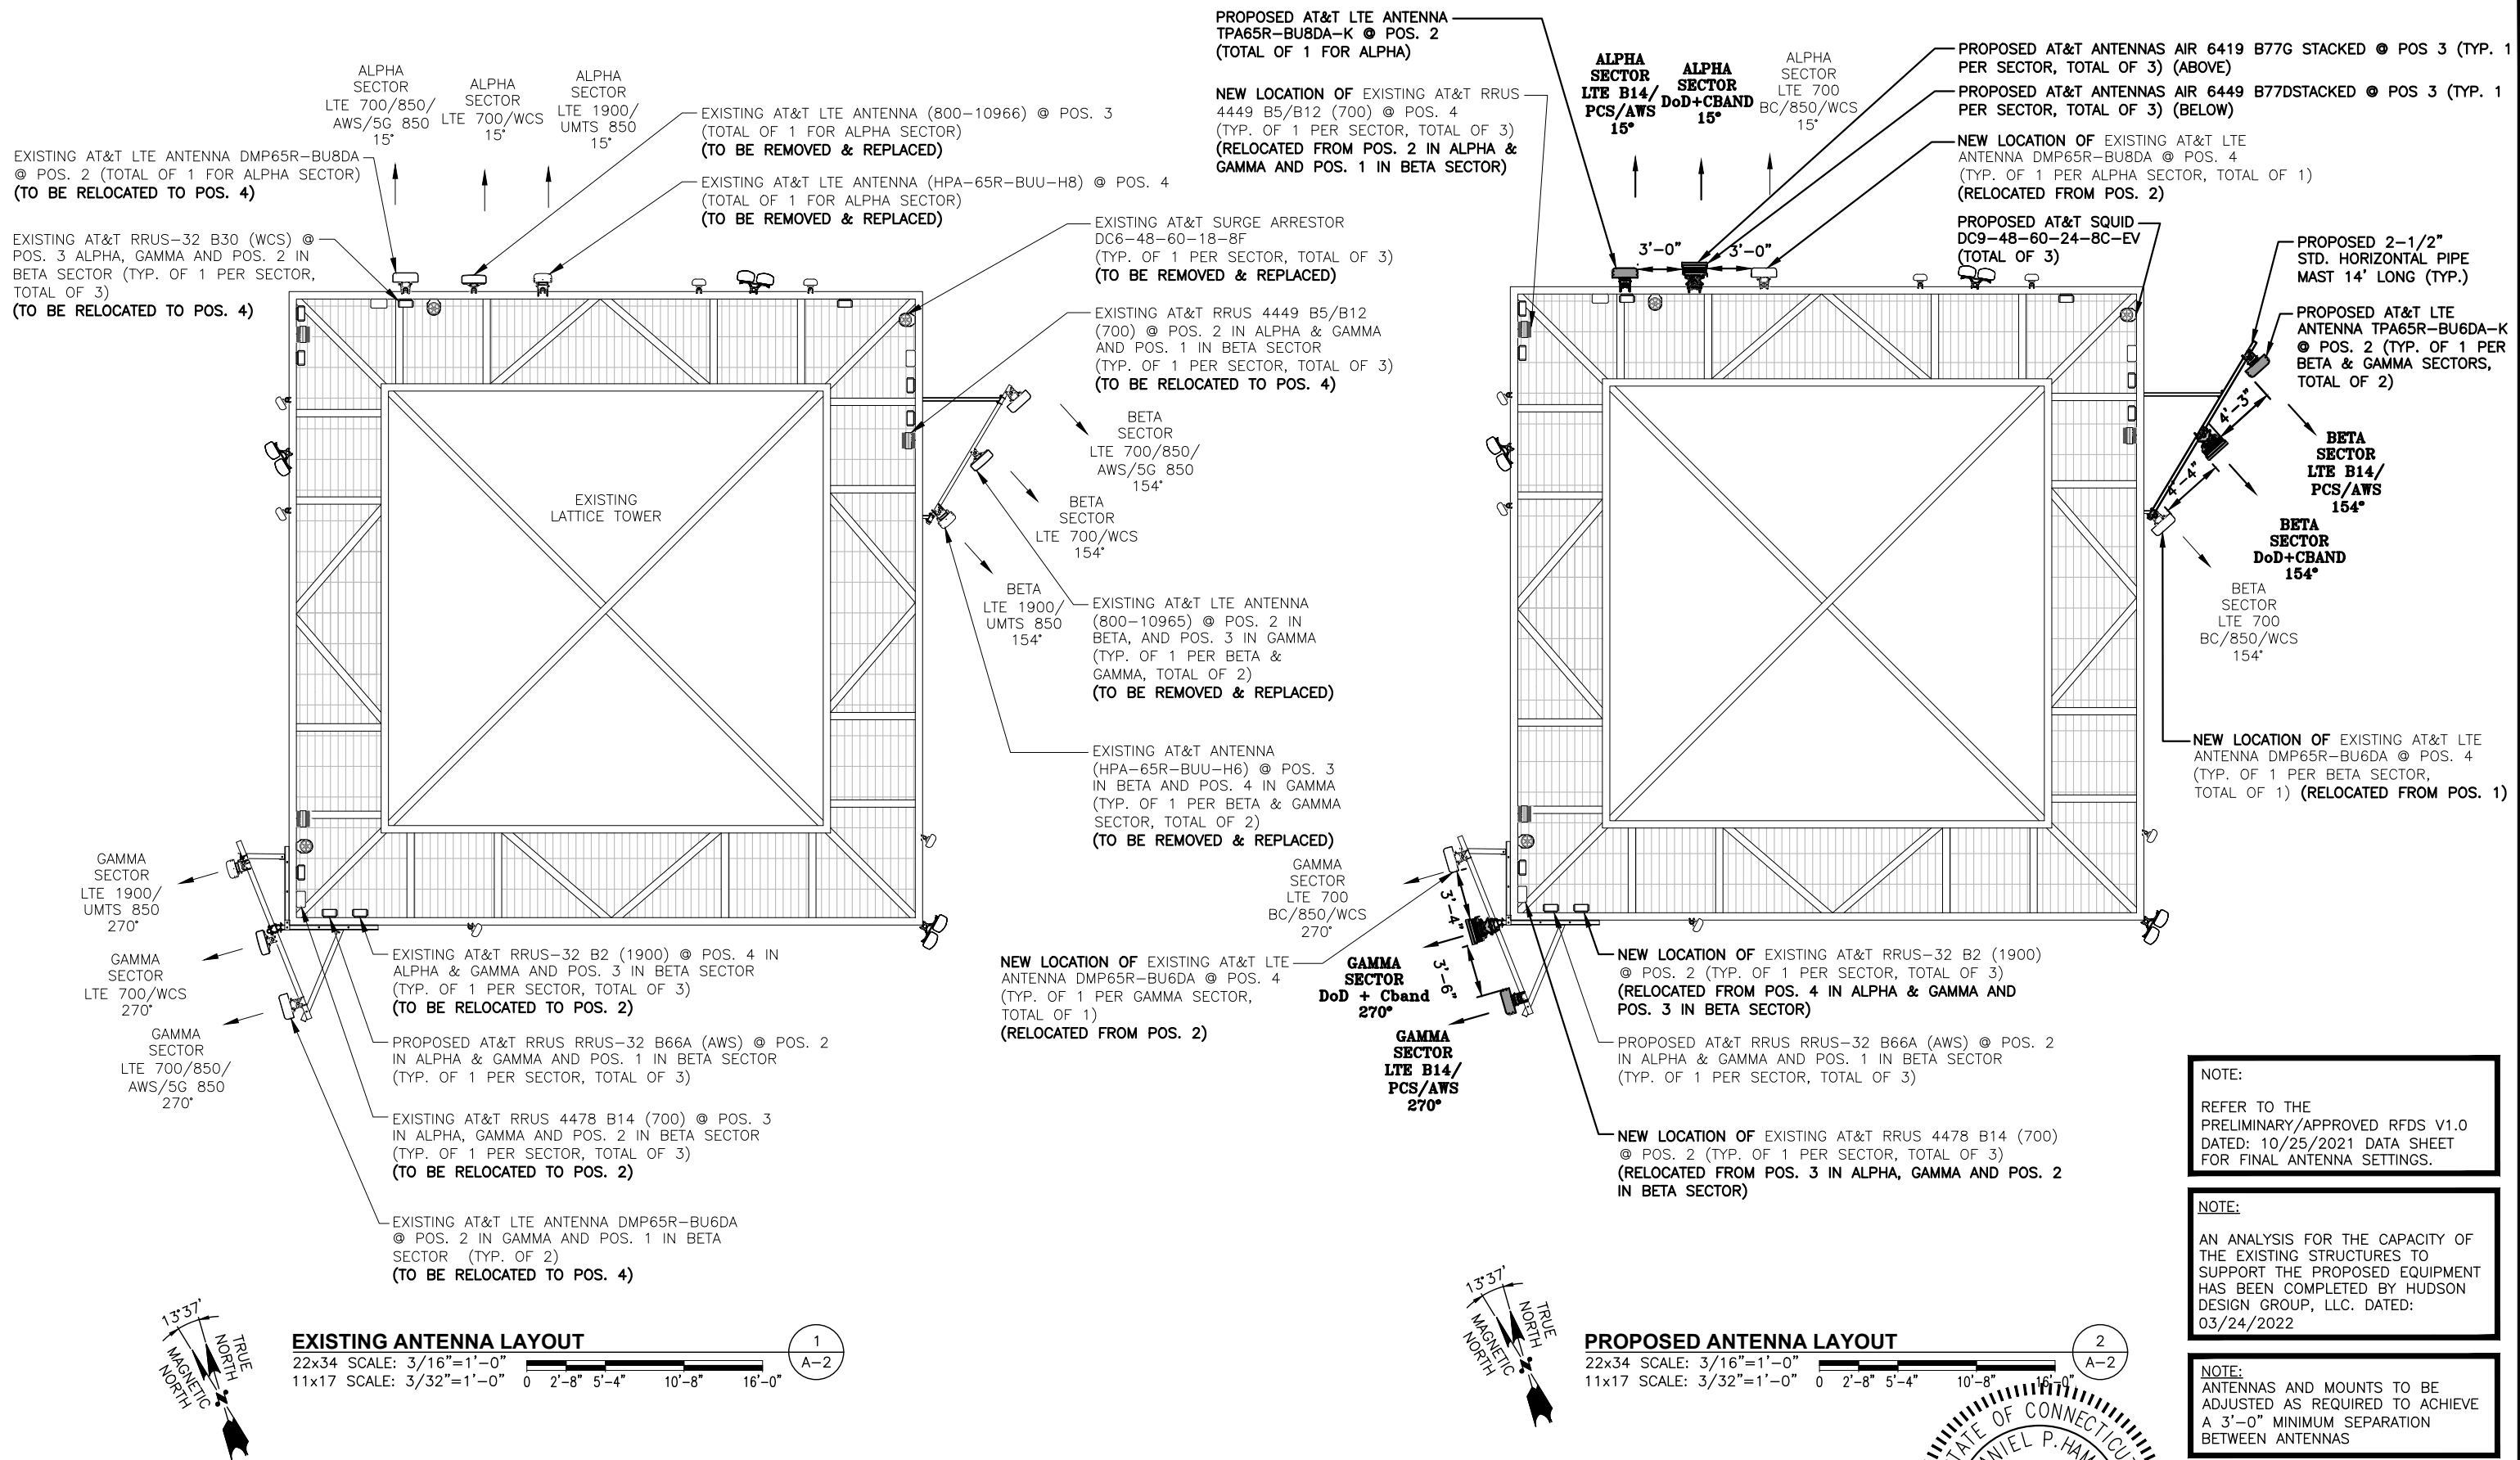 ALPHA
SECTOR
LTE 700/850/
AWS/5G 850
15°
ALPHA
SECTOR
LTE 700/WCS
15°
ALPHA
SECTOR
LTE 1900/
UMTS 850
15°
EXISTING AT&T LTE ANTENNA DMP65R-BU8DA
@ POS. 2 (TOTAL OF 1 FOR ALPHA SECTOR)
(TO BE RELOCATED TO POS. 4)
EXISTING AT&T RRUS-32 B30 (WCS) @
POS. 3 ALPHA, GAMMA AND POS. 2 IN
BETA SECTOR (TYP. OF 1 PER SECTOR,
TOTAL OF 3)
(TO BE RELOCATED TO POS. 4)
EXISTING AT&T LTE ANTENNA (800-10966) @ POS. 3
(TOTAL OF 1 FOR ALPHA SECTOR)
(TO BE REMOVED & REPLACED)
EXISTING AT&T LTE ANTENNA (HPA-65R-BUU-H8) @ POS. 4
(TOTAL OF 1 FOR ALPHA SECTOR)
(TO BE REMOVED & REPLACED)
EXISTING AT&T SURGE ARRESTOR
DC6-48-60-18-8F
(TYP. OF 1 PER SECTOR, TOTAL OF 3)
(TO BE REMOVED & REPLACED)
EXISTING AT&T RRUS 4449 B5/B12
(700) @ POS. 2 IN ALPHA & GAMMA
AND POS. 1 IN BETA SECTOR
(TYP. OF 1 PER SECTOR, TOTAL OF 3)
(TO BE RELOCATED TO POS. 4)
BETA
SECTOR
LTE 700/850/
AWS/5G 850
154°
BETA
SECTOR
LTE 700/WCS
154°
BETA
LTE 1900/
UMTS 850
154°
EXISTING
LATTICE TOWER
EXISTING AT&T LTE ANTENNA
(800-10965) @ POS. 2 IN
BETA, AND POS. 3 IN GAMMA
(TYP. OF 1 PER BETA &
GAMMA, TOTAL OF 2)
(TO BE REMOVED & REPLACED)
EXISTING AT&T ANTENNA
(HPA-65R-BUU-H6) @ POS. 3
IN BETA AND POS. 4 IN GAMMA
(TYP. OF 1 PER BETA & GAMMA
SECTOR, TOTAL OF 2)
(TO BE REMOVED & REPLACED)
GAMMA
SECTOR
LTE 1900/
UMTS 850
270°
GAMMA
SECTOR
LTE 700/WCS
270°
GAMMA
SECTOR
LTE 700/850/
AWS/5G 850
270°
EXISTING AT&T RRUS-32 B2 (1900) @ POS. 4 IN
ALPHA & GAMMA AND POS. 3 IN BETA SECTOR
(TYP. OF 1 PER SECTOR, TOTAL OF 3)
(TO BE RELOCATED TO POS. 2)
PROPOSED AT&T RRUS RRUS-32 B66A (AWS) @ POS. 2
IN ALPHA & GAMMA AND POS. 1 IN BETA SECTOR
(TYP. OF 1 PER SECTOR, TOTAL OF 3)
EXISTING AT&T RRUS 4478 B14 (700) @ POS. 3
IN ALPHA, GAMMA AND POS. 2 IN BETA SECTOR
(TYP. OF 1 PER SECTOR, TOTAL OF 3)
(TO BE RELOCATED TO POS. 2)
EXISTING AT&T LTE ANTENNA DMP65R-BU6DA
@ POS. 2 IN GAMMA AND POS. 1 IN BETA
SECTOR (TYP. OF 2)
(TO BE RELOCATED TO POS. 4)
13°37'
TRUE
NORTH
MAGNETIC
NORTH
EXISTING ANTENNA LAYOUT
22x34 SCALE: 3/16"=1'-0"
11x17 SCALE: 3/32"=1'-0"
0 2'-8" 5'-4" 10'-8" 16'-0"
1
A-2
PROPOSED AT&T LTE ANTENNA
TPA65R-BU8DA-K @ POS. 2
(TOTAL OF 1 FOR ALPHA)
NEW LOCATION OF EXISTING AT&T RRUS
4449 B5/B12 (700) @ POS. 4
(TYP. OF 1 PER SECTOR, TOTAL OF 3)
(RELOCATED FROM POS. 2 IN ALPHA &
GAMMA AND POS. 1 IN BETA SECTOR)
ALPHA
SECTOR
LTE B14/
PCS/AWS
15°
ALPHA
SECTOR
DoD+CBAND
15°
ALPHA
SECTOR
LTE 700
BC/850/WCS
15°
PROPOSED AT&T ANTENNAS AIR 6419 B77G STACKED @ POS 3 (TYP. 1
PER SECTOR, TOTAL OF 3) (ABOVE)
PROPOSED AT&T ANTENNAS AIR 6449 B77DSTACKED @ POS 3 (TYP. 1
PER SECTOR, TOTAL OF 3) (BELOW)
NEW LOCATION OF EXISTING AT&T LTE
ANTENNA DMP65R-BU8DA @ POS. 4
(TYP. OF 1 PER ALPHA SECTOR, TOTAL OF 1)
(RELOCATED FROM POS. 2)
PROPOSED AT&T SQUID
DC9-48-60-24-8C-EV
(TOTAL OF 3)
3'-0" 3'-0"
PROPOSED 2-1/2"
STD. HORIZONTAL PIPE
MAST 14' LONG (TYP.)
PROPOSED AT&T LTE
ANTENNA TPA65R-BU6DA-K
@ POS. 2 (TYP. OF 1 PER
BETA & GAMMA SECTORS,
TOTAL OF 2)
4'-3"
4'-4"
BETA
SECTOR
LTE B14/
PCS/AWS
154°
BETA
SECTOR
DoD+CBAND
154°
BETA
SECTOR
LTE 700
BC/850/WCS
154°
NEW LOCATION OF EXISTING AT&T LTE
ANTENNA DMP65R-BU6DA @ POS. 4
(TYP. OF 1 PER BETA SECTOR,
TOTAL OF 1) (RELOCATED FROM POS. 1)
GAMMA
SECTOR
LTE 700
BC/850/WCS
270°
3'-4"
3'-6"
NEW LOCATION OF EXISTING AT&T LTE
ANTENNA DMP65R-BU6DA @ POS. 4
(TYP. OF 1 PER GAMMA SECTOR,
TOTAL OF 1)
(RELOCATED FROM POS. 2)
GAMMA
SECTOR
DoD + Cband
270°
GAMMA
SECTOR
LTE B14/
PCS/AWS
270°
NEW LOCATION OF EXISTING AT&T RRUS-32 B2 (1900)
@ POS. 2 (TYP. OF 1 PER SECTOR, TOTAL OF 3)
(RELOCATED FROM POS. 4 IN ALPHA & GAMMA AND
POS. 3 IN BETA SECTOR)
PROPOSED AT&T RRUS RRUS-32 B66A (AWS) @ POS. 2
IN ALPHA & GAMMA AND POS. 1 IN BETA SECTOR
(TYP. OF 1 PER SECTOR, TOTAL OF 3)
NEW LOCATION OF EXISTING AT&T RRUS 4478 B14 (700)
@ POS. 2 (TYP. OF 1 PER SECTOR, TOTAL OF 3)
(RELOCATED FROM POS. 3 IN ALPHA, GAMMA AND POS. 2
IN BETA SECTOR)
13°37'
TRUE
NORTH
MAGNETIC
NORTH
PROPOSED ANTENNA LAYOUT
22x34 SCALE: 3/16"=1'-0"
11x17 SCALE: 3/32"=1'-0"
0 2'-8" 5'-4" 10'-8" 16'-0"
2
A-2
NOTE:
REFER TO THE
PRELIMINARY/APPROVED RFDS V1.0
DATED: 10/25/2021 DATA SHEET
FOR FINAL ANTENNA SETTINGS.
NOTE:
AN ANALYSIS FOR THE CAPACITY OF
THE EXISTING STRUCTURES TO
SUPPORT THE PROPOSED EQUIPMENT
HAS BEEN COMPLETED BY HUDSON
DESIGN GROUP, LLC. DATED:
03/24/2022
NOTE:
ANTENNAS AND MOUNTS TO BE
ADJUSTED AS REQUIRED TO ACHIEVE
A 3'-0" MINIMUM SEPARATION
BETWEEN ANTENNAS
OF CONNECTICU
NIEL P. HAM